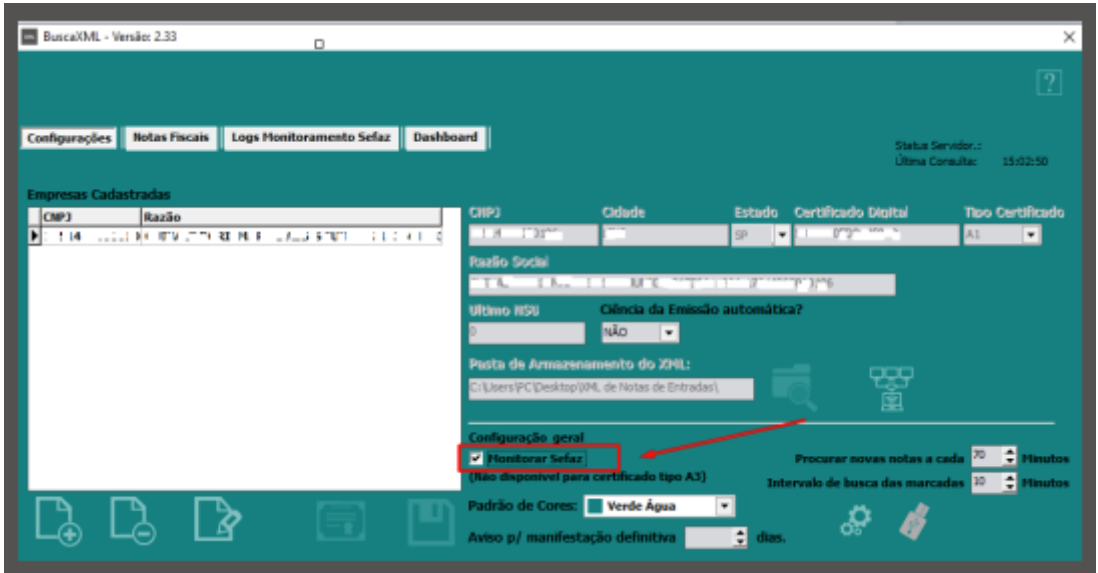 BuscaXML - Versão: 2.33
?
Configurações Notas Fiscais Logs Monitoramento Sefaz Dashboard
Status Servidor.:
Última Consulta: 15:02:50
Empresas Cadastradas
CNPJ Razão
CNPJ Cidade Estado Certificado Digital Tipo Certificado
SP A1
Razão Social
Ultimo NSU Ciência da Emissão automática?
0 NÃO
Pasta de Armazenamento do XML:
C:\Users\PC\Desktop\XML de Notas de Entradas\
Configuração geral
Monitorar Sefaz Procurar novas notas a cada 70 Minutos
(Não disponível para certificado tipo A3) Intervalo de busca das marcadas 10 Minutos
Padrão de Cores: Verde Água
Aviso p/ manifestação definitiva dias.